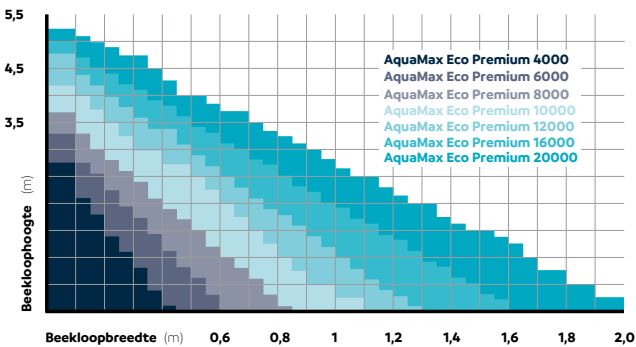 5,5
4,5
3,5
AquaMax Eco Premium 4000
AquaMax Eco Premium 6000
AquaMax Eco Premium 8000
AquaMax Eco Premium 10000
AquaMax Eco Premium 12000
AquaMax Eco Premium 16000
AquaMax Eco Premium 20000
Beekloophoogte (m)
Beekloopbreedte (m) 0,6 0,8 1 1,2 1,4 1,6 1,8 2,0